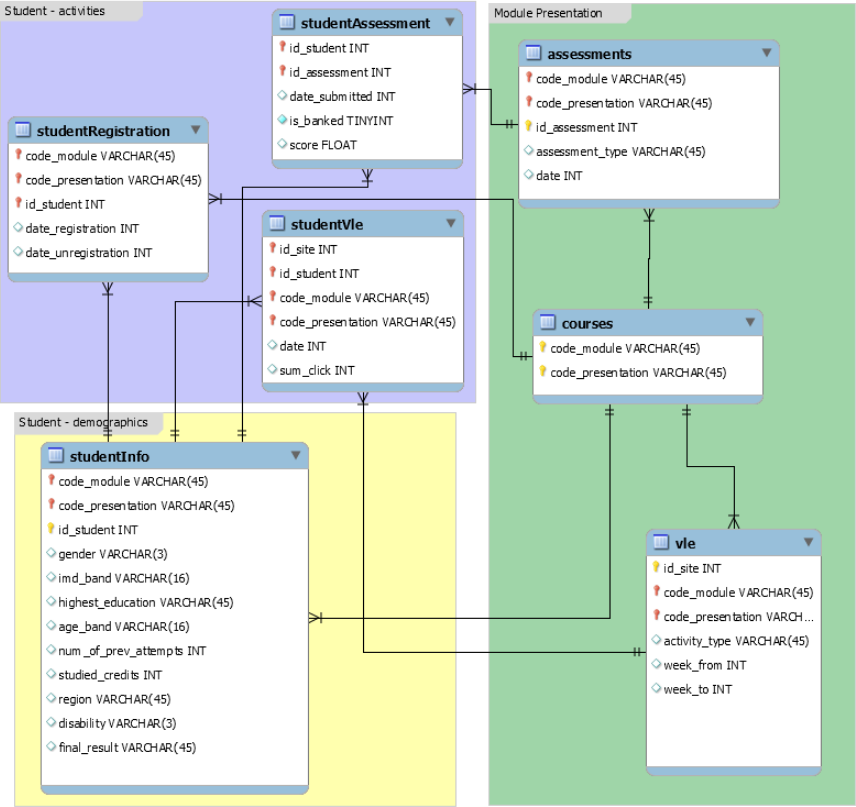 Student - activities
studentAssessment
id_student INT
id_assessment INT
date_submitted INT
is_banked TINYINT
score FLOAT
studentRegistration
code_module VARCHAR(45)
code_presentation VARCHAR(45)
id_student INT
date_registration INT
date_unregistration INT
studentVle
id_site INT
id_student INT
code_module VARCHAR(45)
code_presentation VARCHAR(45)
date INT
sum_click INT
Student - demographics
studentInfo
code_module VARCHAR(45)
code_presentation VARCHAR(45)
id_student INT
gender VARCHAR(3)
imd_band VARCHAR(16)
highest_education VARCHAR(45)
age_band VARCHAR(16)
num_of_prev_attempts INT
studied_credits INT
region VARCHAR(45)
disability VARCHAR(3)
final_result VARCHAR(45)
Module Presentation
assessments
code_module VARCHAR(45)
code_presentation VARCHAR(45)
id_assessment INT
assessment_type VARCHAR(45)
date INT
courses
code_module VARCHAR(45)
code_presentation VARCHAR(45)
vle
id_site INT
code_module VARCHAR(45)
code_presentation VARCH...
activity_type VARCHAR(45)
week_from INT
week_to INT